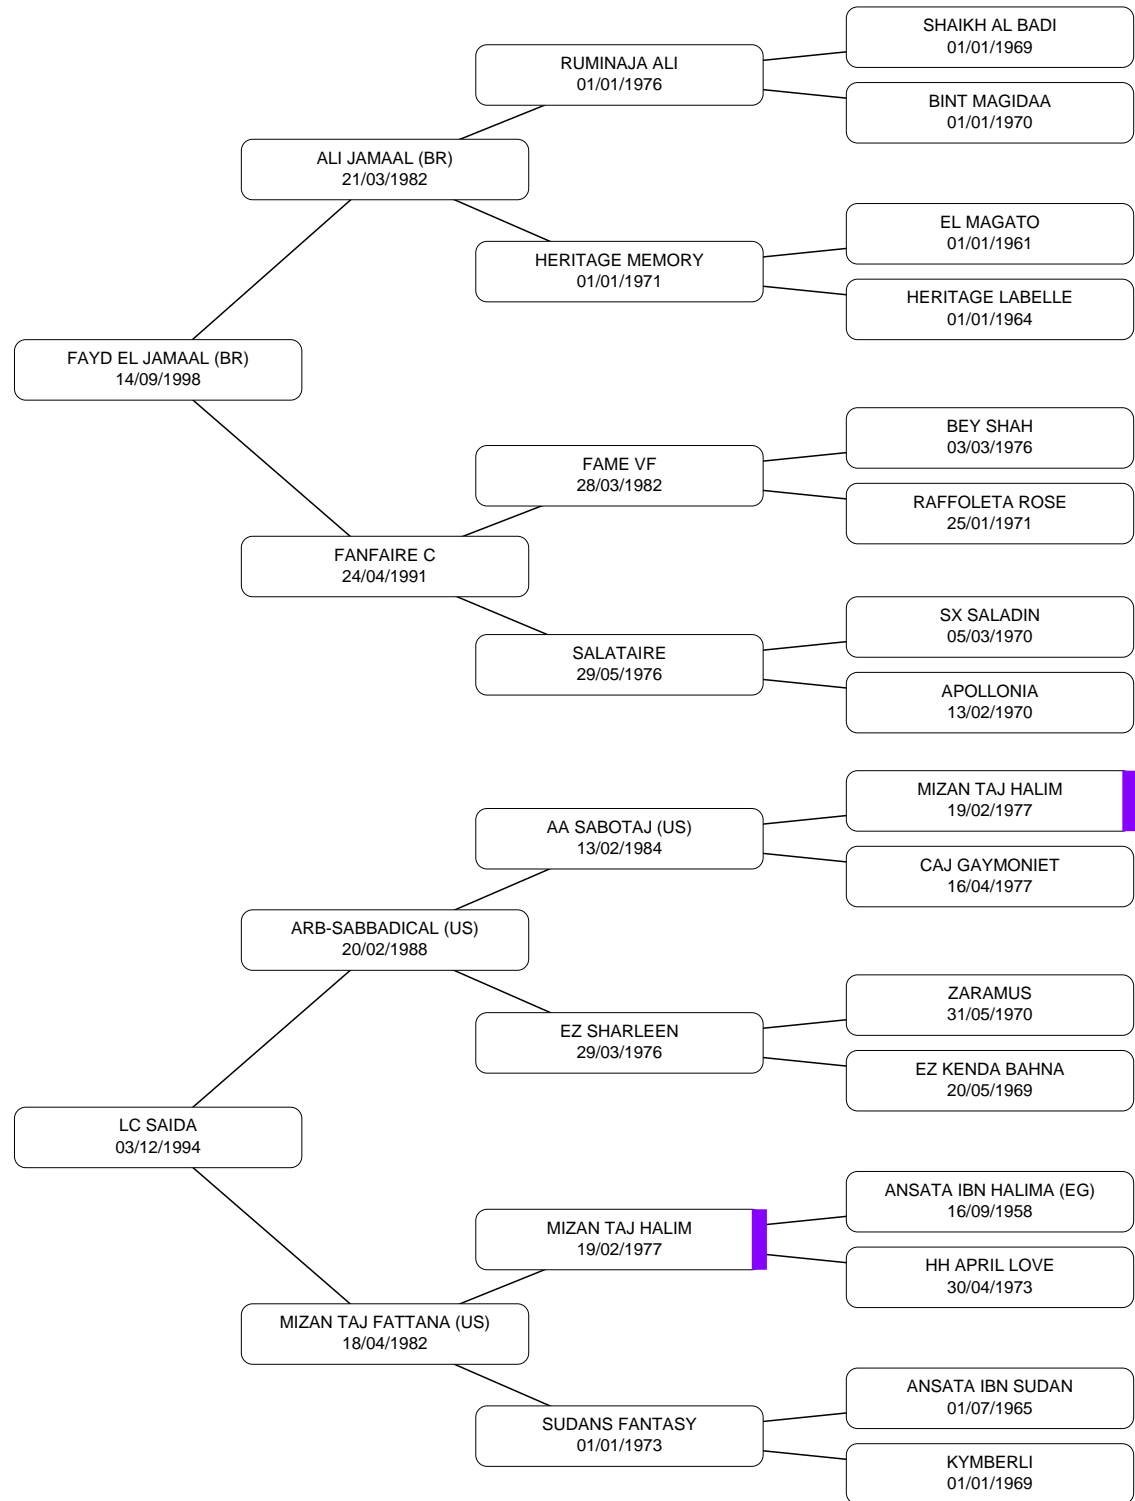 SHAIKH AL BADI
01/01/1969
RUMINAJA ALI
01/01/1976
BINT MAGIDAA
01/01/1970
ALI JAMAAL (BR)
21/03/1982
EL MAGATO
01/01/1961
HERITAGE MEMORY
01/01/1971
HERITAGE LABELLE
01/01/1964
FAYD EL JAMAAL (BR)
14/09/1998
BEY SHAH
03/03/1976
FAME VF
28/03/1982
RAFFOLETA ROSE
25/01/1971
FANFAIRE C
24/04/1991
SX SALADIN
05/03/1970
SALATAIRE
29/05/1976
APOLLONIA
13/02/1970
MIZAN TAJ HALIM
19/02/1977
AA SABOTAJ (US)
13/02/1984
CAJ GAYMONIET
16/04/1977
ARB-SABBADICAL (US)
20/02/1988
ZARAMUS
31/05/1970
EZ SHARLEEN
29/03/1976
EZ KENDA BAHNA
20/05/1969
LC SAIDA
03/12/1994
ANSATA IBN HALIMA (EG)
16/09/1958
MIZAN TAJ HALIM
19/02/1977
HH APRIL LOVE
30/04/1973
MIZAN TAJ FATTANA (US)
18/04/1982
ANSATA IBN SUDAN
01/07/1965
SUDANS FANTASY
01/01/1973
KYMBERLI
01/01/1969